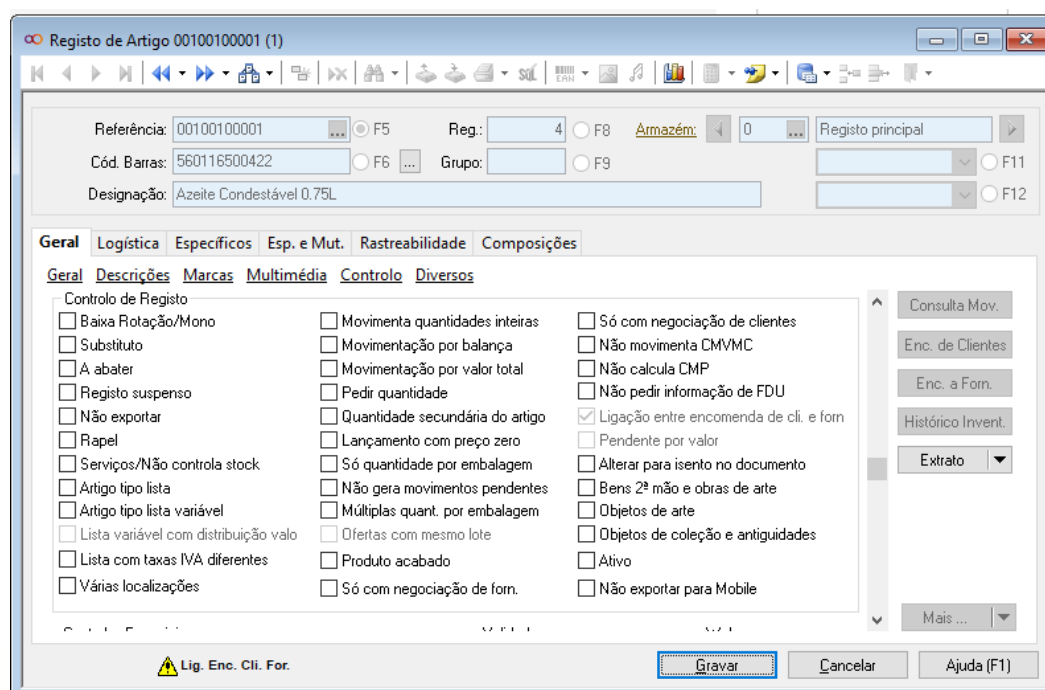 Registo de Artigo 00100100001 (1)
EAN
sql
Referência: 00100100001 ... F5 Reg.: 4 F8 Armazém: 0 ... Registo principal
Cód. Barras: 560116500422 F6 ... Grupo: F9 F11
Designação: Azeite Condestável 0.75L F12
Geral Logística Específicos Esp. e Mut. Rastreabilidade Composições
Geral Descrições Marcas Multimédia Controlo Diversos
Controlo de Registo Consulta Mov.
Baixa Rotação/Mono Movimenta quantidades inteiras Só com negociação de clientes
Substituto Movimentação por balança Não movimenta CMVMC Enc. de Clientes
A abater Movimentação por valor total Não calcula CMP
Registo suspenso Pedir quantidade Não pedir informação de FDU Enc. a Forn.
Não exportar Quantidade secundária do artigo Ligação entre encomenda de cli. e forn Histórico Invent.
Rapel Lançamento com preço zero Pendente por valor
Serviços/Não controla stock Só quantidade por embalagem Alterar para isento no documento Extrato
Artigo tipo lista Não gera movimentos pendentes Bens 2ª mão e obras de arte
Artigo tipo lista variável Múltiplas quant. por embalagem Objetos de arte
Lista variável com distribuição valo Ofertas com mesmo lote Objetos de coleção e antiguidades
Lista com taxas IVA diferentes Produto acabado Ativo
Várias localizações Só com negociação de forn. Não exportar para Mobile
Mais ...
Lig. Enc. Cli. For. Gravar Cancelar Ajuda (F1)